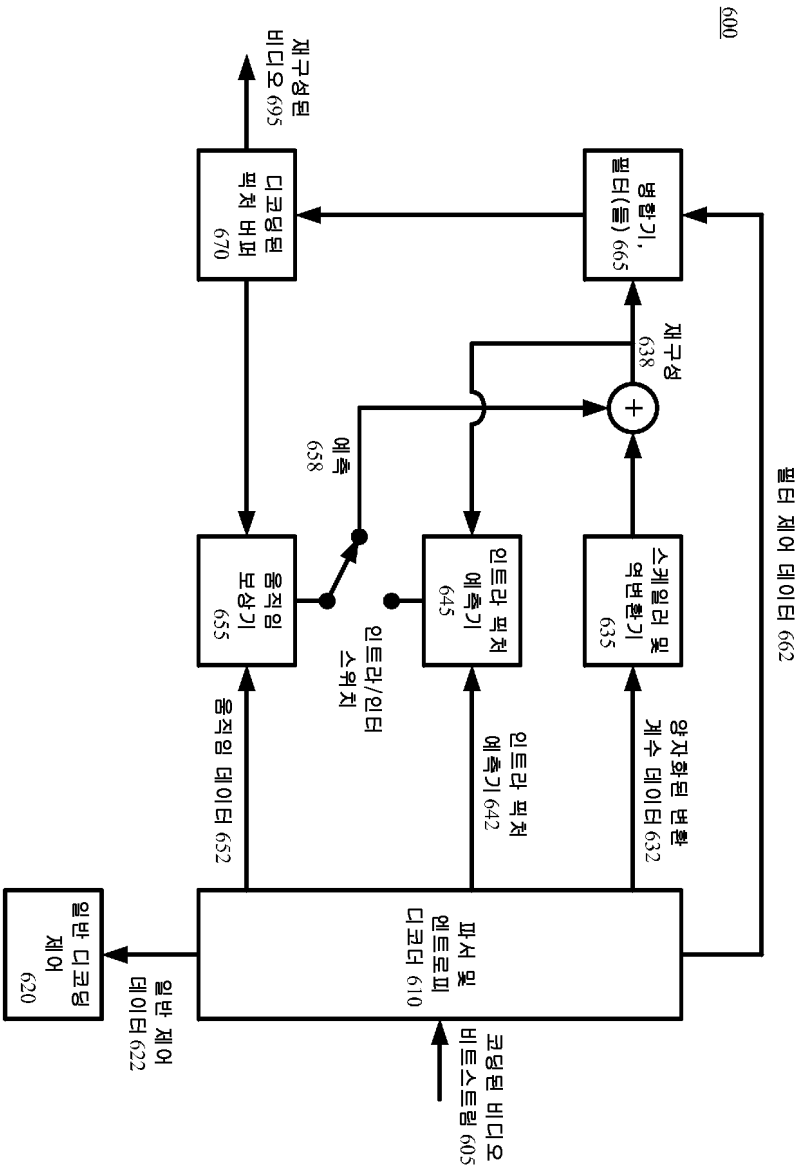 600
코딩된 비디오
비트스트림 605
파서 및
엔트로피
디코더 610
일반 제어
데이터 622
일반 디코딩
제어
620
필터 제어 데이터 662
양자화된 변환
계수 데이터 632
인트라 픽처
예측기 642
움직임 데이터 652
스케일러 및
역변환기
635
인트라 픽처
예측기
645
인트라/인터
스위치
움직임
보상기
655
예측
658
재구성
638
+
병합기,
필터(들) 665
디코딩된
픽처 버퍼
670
재구성된
비디오 695